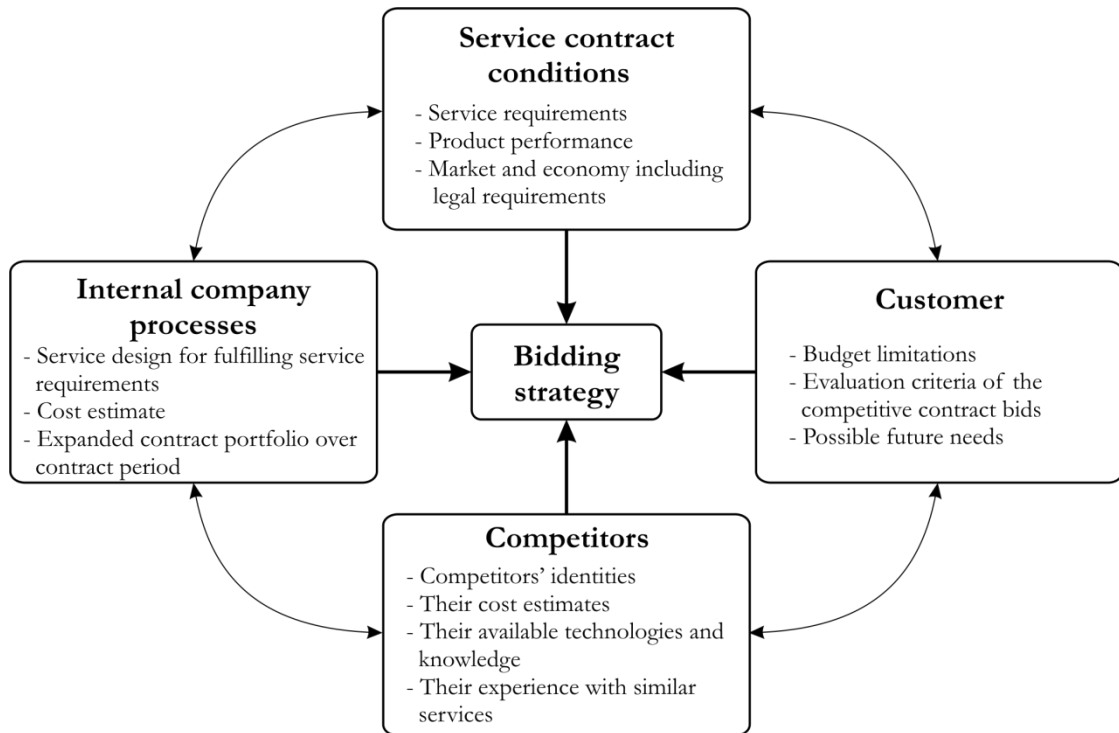 Service contract
conditions
- Service requirements
- Product performance
- Market and economy including
legal requirements
Internal company
processes
- Service design for fulfilling service
requirements
- Cost estimate
- Expanded contract portfolio over
contract period
Bidding
strategy
Customer
- Budget limitations
- Evaluation criteria of the
competitive contract bids
- Possible future needs
Competitors
- Competitors’ identities
- Their cost estimates
- Their available technologies and
knowledge
- Their experience with similar
services